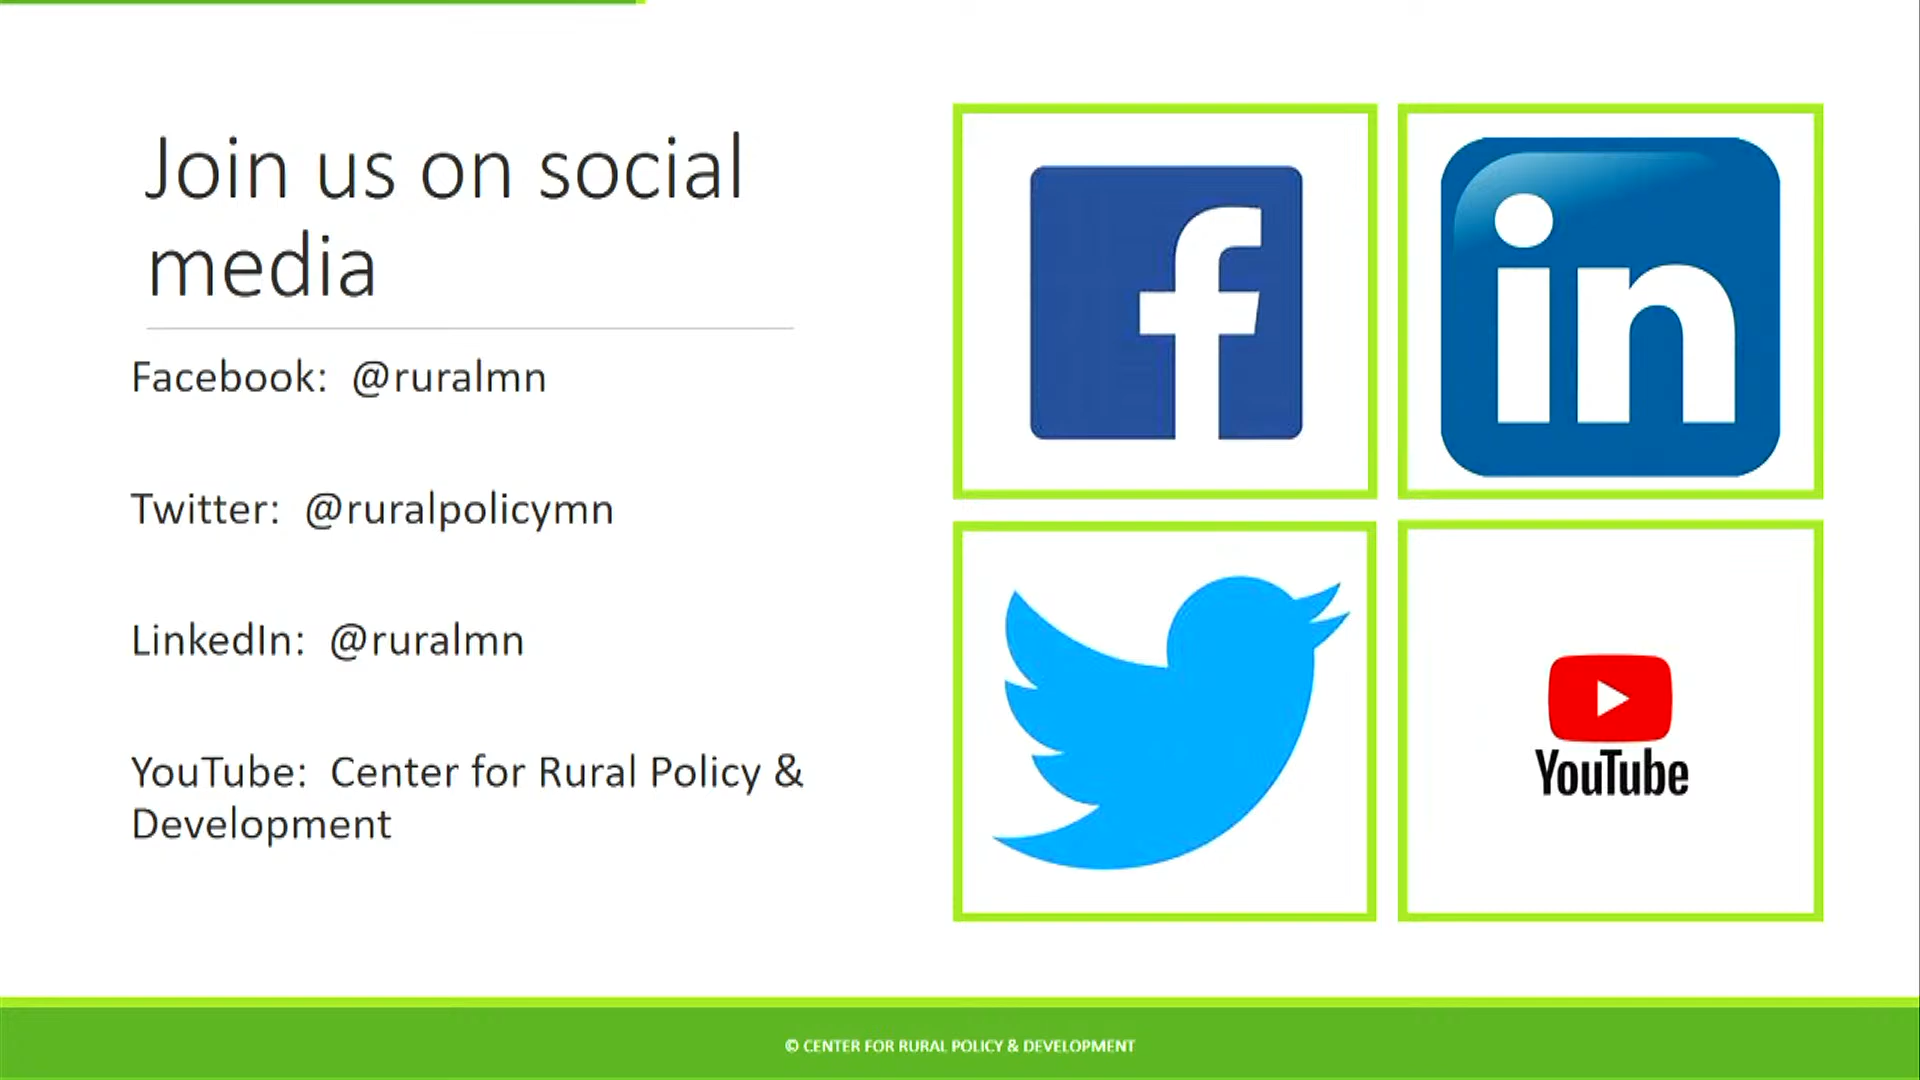 Join us on social
media
Facebook: @ruralmn
Twitter: @ruralpolicymn
LinkedIn: @ruralmn
YouTube: Center for Rural Policy &
Development
f
in
YouTube
© CENTER FOR RURAL POLICY & DEVELOPMENT